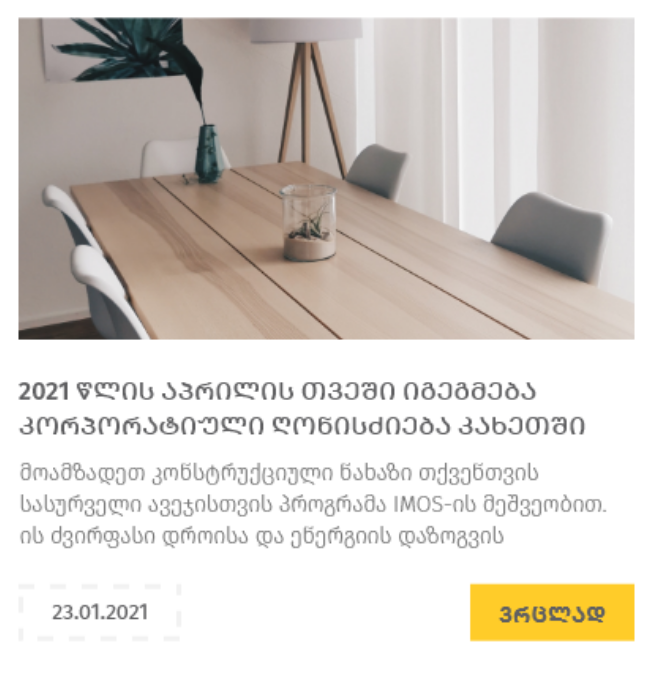 2021 ᲬᲚᲘᲡ ᲐᲞᲠᲘᲚᲘᲡ ᲗᲕᲔᲨᲘ ᲘᲒᲔᲒᲛᲔᲑᲐ
ᲙᲝᲠᲞᲝᲠᲐᲢᲘᲣᲚᲘ ᲦᲝᲜᲘᲡᲫᲘᲔᲑᲐ ᲙᲐᲮᲔᲗᲨᲘ
მოამზადეთ კონსტრუქციული ნახაზი თქვენთვის
სასურველი ავეჯისთვის პროგრამა IMOS-ის მეშვეობით.
ის ძვირფასი დროისა და ენერგიის დაზოგვის
23.01.2021
ᲕᲠᲪᲚᲐᲓ